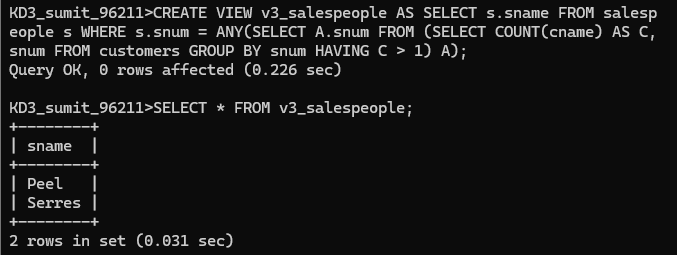 KD3_sumit_96211>CREATE VIEW v3_salespeople AS SELECT s.sname FROM salesp
eople s WHERE s.snum = ANY(SELECT A.snum FROM (SELECT COUNT(cname) AS C,
snum FROM customers GROUP BY snum HAVING C > 1) A);
Query OK, 0 rows affected (0.226 sec)

KD3_sumit_96211>SELECT * FROM v3_salespeople;
+--------+
| sname  |
+--------+
| Peel   |
| Serres |
+--------+
2 rows in set (0.031 sec)